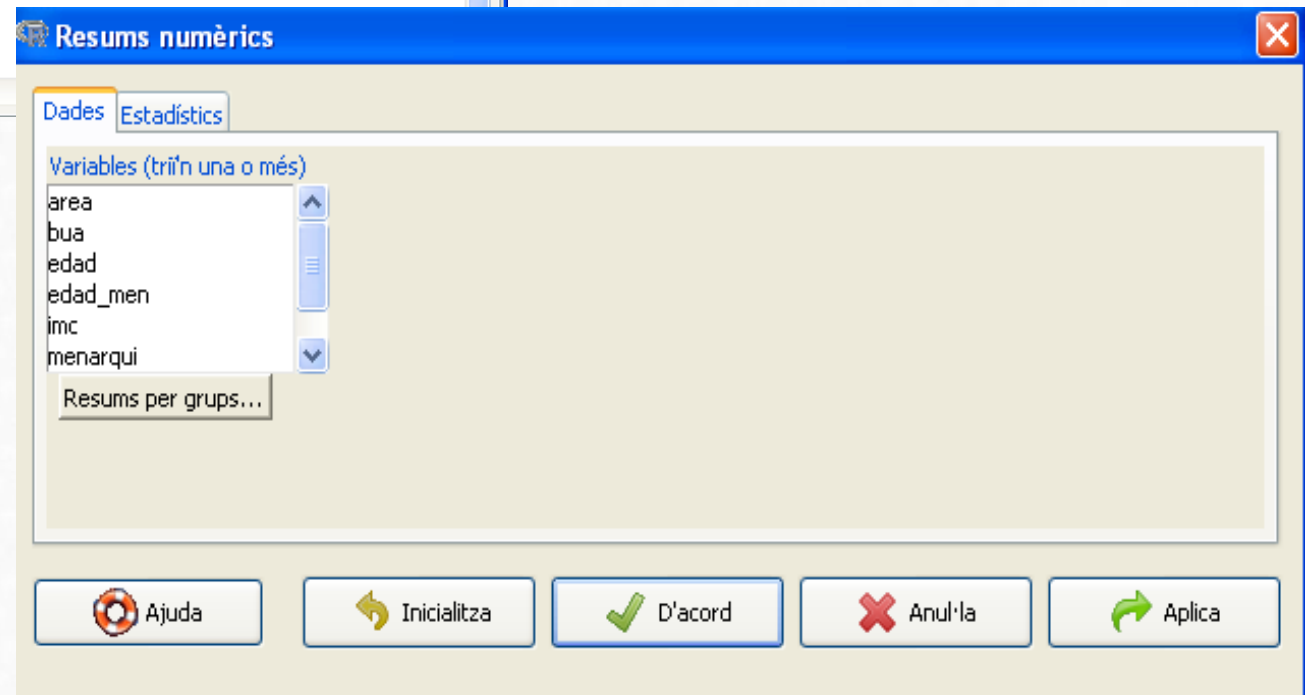 Resums numèrics
Dades Estadístics
Variables (triï'n una o més)
area
bua
edad
edad_men
imc
menarqui
Resums per grups...
Ajuda Inicialitza D'acord Anul·la Aplica